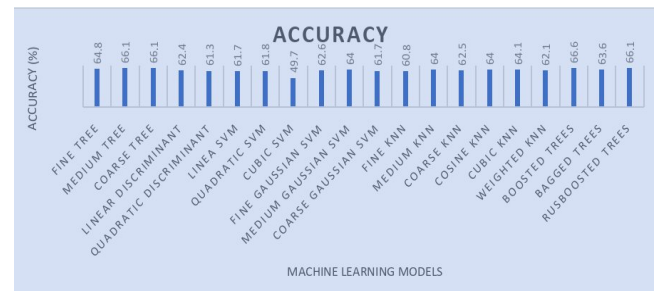 ACCURACY
ACCURACY (%)
64.8
66.1
66.1
62.4
61.3
61.7
61.8
49.7
62.6
64
61.7
60.8
64
62.5
64
64.1
62.1
66.6
63.6
66.1
FINE TREE
MEDIUM TREE
COARSE TREE
LINEAR DISCRIMINANT
QUADRATIC DISCRIMINANT
LINEA SVM
QUADRATIC SVM
CUBIC SVM
FINE GAUSSIAN SVM
MEDIUM GAUSSIAN SVM
COARSE GAUSSIAN SVM
FINE KNN
MEDIUM KNN
COARSE KNN
COSINE KNN
CUBIC KNN
WEIGHTED KNN
BOOSTED TREES
BAGGED TREES
RUSBOOSTED TREES
MACHINE LEARNING MODELS